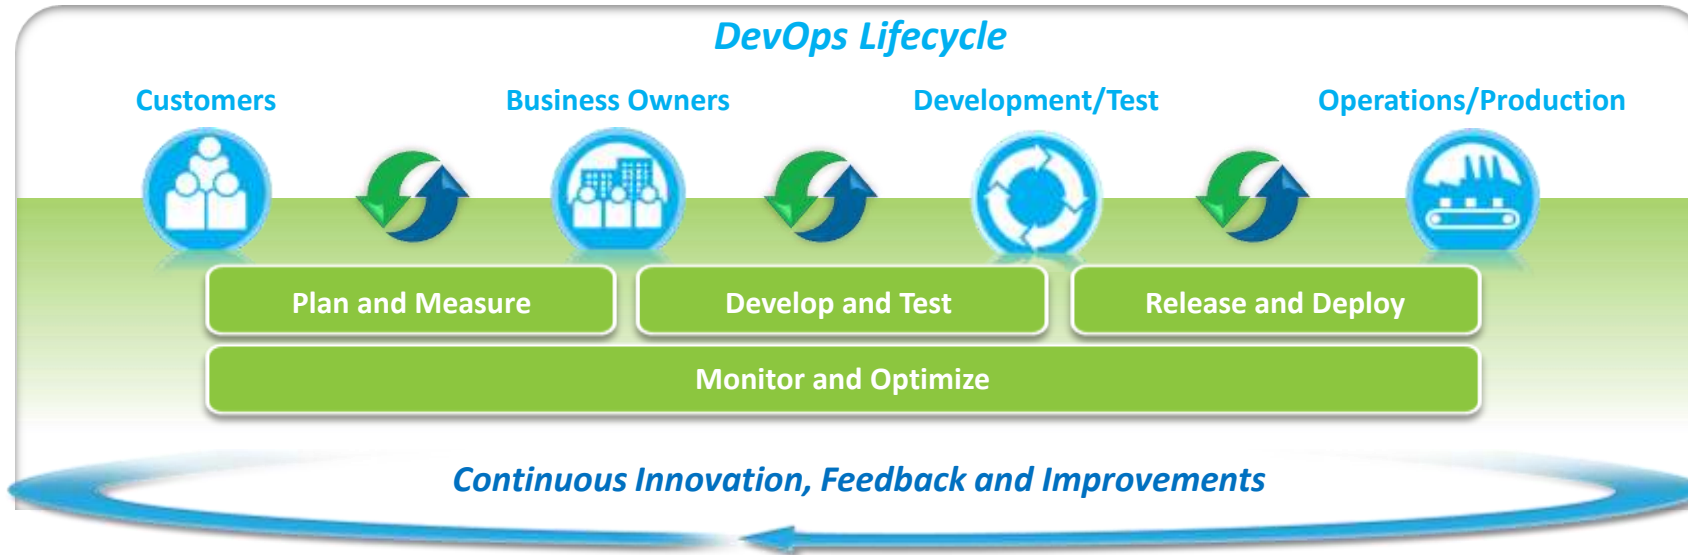 DevOps Lifecycle
Customers
Business Owners
Development/Test
Operations/Production
Plan and Measure
Develop and Test
Release and Deploy
Monitor and Optimize
Continuous Innovation, Feedback and Improvements